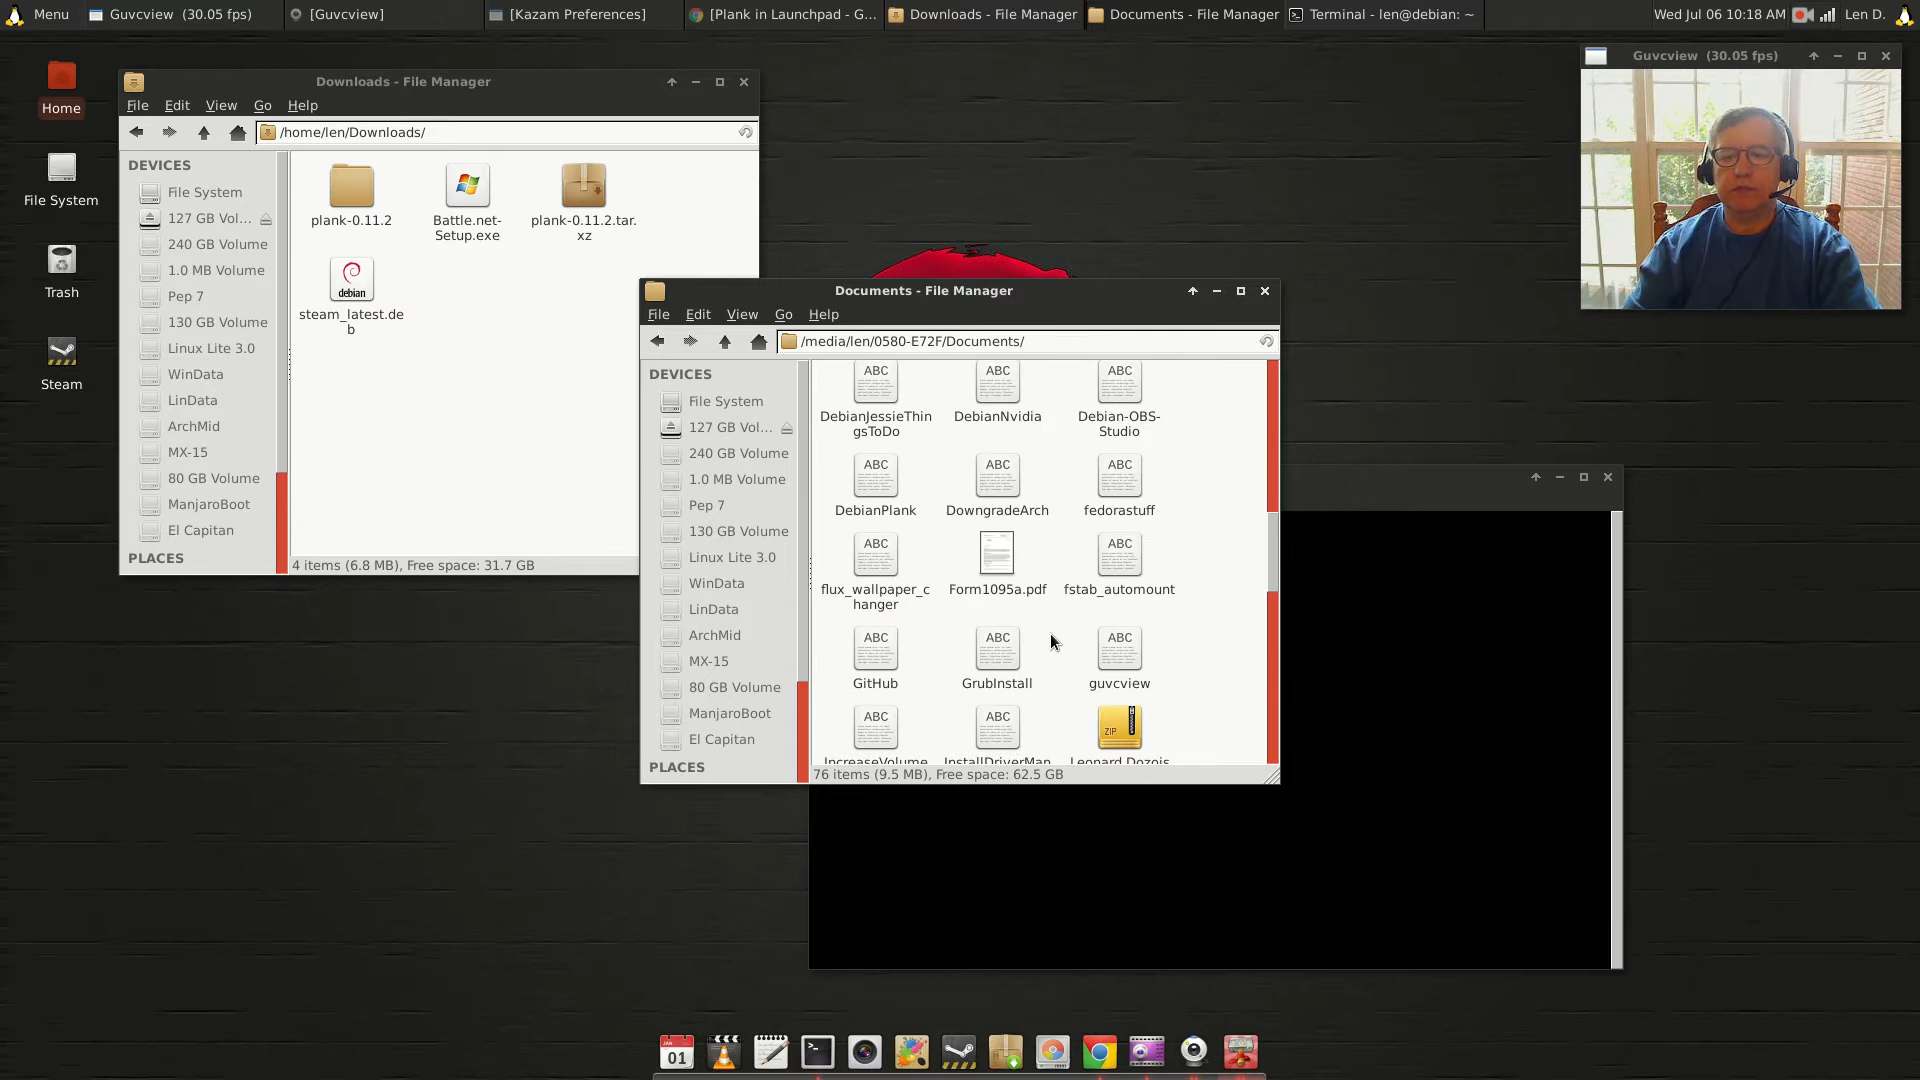 Menu
Guvcview (30.05 fps)
[Guvcview]
[Kazam Preferences]
[Plank in Launchpad - G...
Downloads - File Manager
Documents - File Manager
Terminal - len@debian: ~
Wed Jul 06 10:18 AM
Len D.
Home
File System
Trash
Steam
Downloads - File Manager
File Edit View Go Help
/home/len/Downloads/
DEVICES
File System
127 GB Vol...
240 GB Volume
1.0 MB Volume
Pep 7
130 GB Volume
Linux Lite 3.0
WinData
LinData
ArchMid
MX-15
80 GB Volume
ManjaroBoot
El Capitan
PLACES
plank-0.11.2
Battle.net-
Setup.exe
plank-0.11.2.tar.
xz
debian
steam_latest.de
b
4 items (6.8 MB), Free space: 31.7 GB
Documents - File Manager
File Edit View Go Help
/media/len/0580-E72F/Documents/
DEVICES
File System
127 GB Vol...
240 GB Volume
1.0 MB Volume
Pep 7
130 GB Volume
Linux Lite 3.0
WinData
LinData
ArchMid
MX-15
80 GB Volume
ManjaroBoot
El Capitan
PLACES
ABC ABC ABC
DebianJessieThin
gsToDo
DebianNvidia
Debian-OBS-
Studio
ABC ABC ABC
DebianPlank
DowngradeArch
fedorastuff
ABC ABC
flux_wallpaper_c
hanger
Form1095a.pdf
fstab_automount
ABC ABC ABC
GitHub
GrubInstall
guvcview
ABC ABC ZIP
IncreaseVolume
InstallDriverMan
Leonard Dozois
76 items (9.5 MB), Free space: 62.5 GB
Guvcview (30.05 fps)
JAN
01